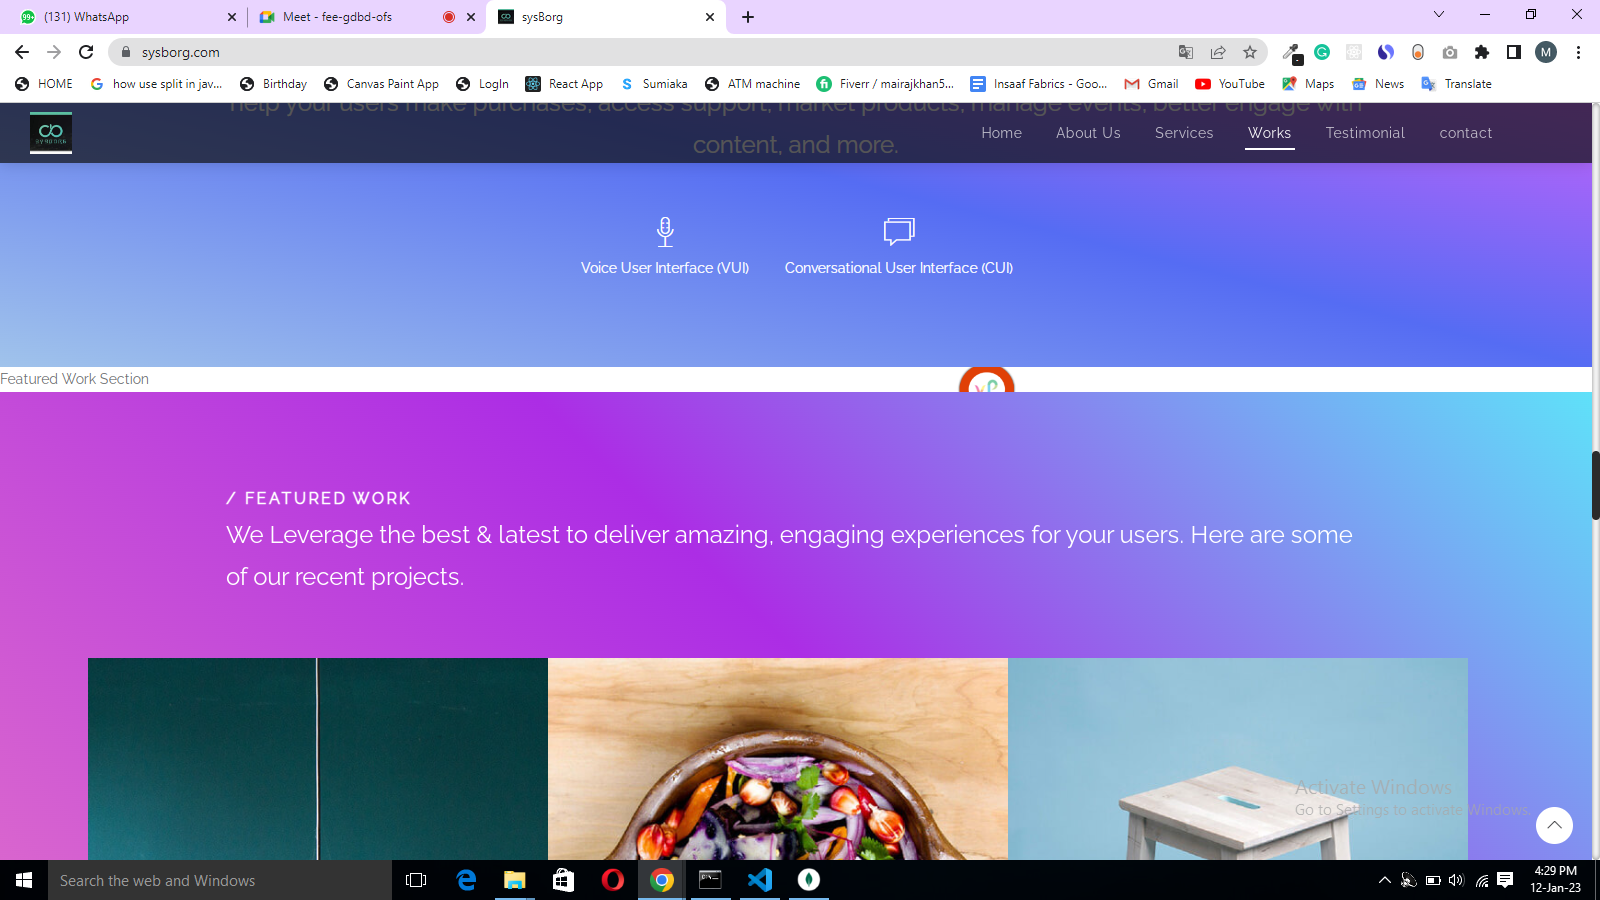 (131) WhatsApp
Meet - fee-gdbd-ofs
sysBorg
sysborg.com
HOME
how use split in jav...
Birthday
Canvas Paint App
LogIn
React App
Sumiaka
ATM machine
Fiverr / mairajkhan5...
Insaaf Fabrics - Goo...
Gmail
YouTube
Maps
News
Translate
M
help your users make purchases, access support, market products, manage events, better engage with
content, and more.
SYSBORG
Home
About Us
Services
Works
Testimonial
contact
Voice User Interface (VUI)
Conversational User Interface (CUI)
Featured Work Section
/ FEATURED WORK
We Leverage the best & latest to deliver amazing, engaging experiences for your users. Here are some
of our recent projects.
Activate Windows
Go to Settings to activate Windows.
Search the web and Windows
4:29 PM
12-Jan-23